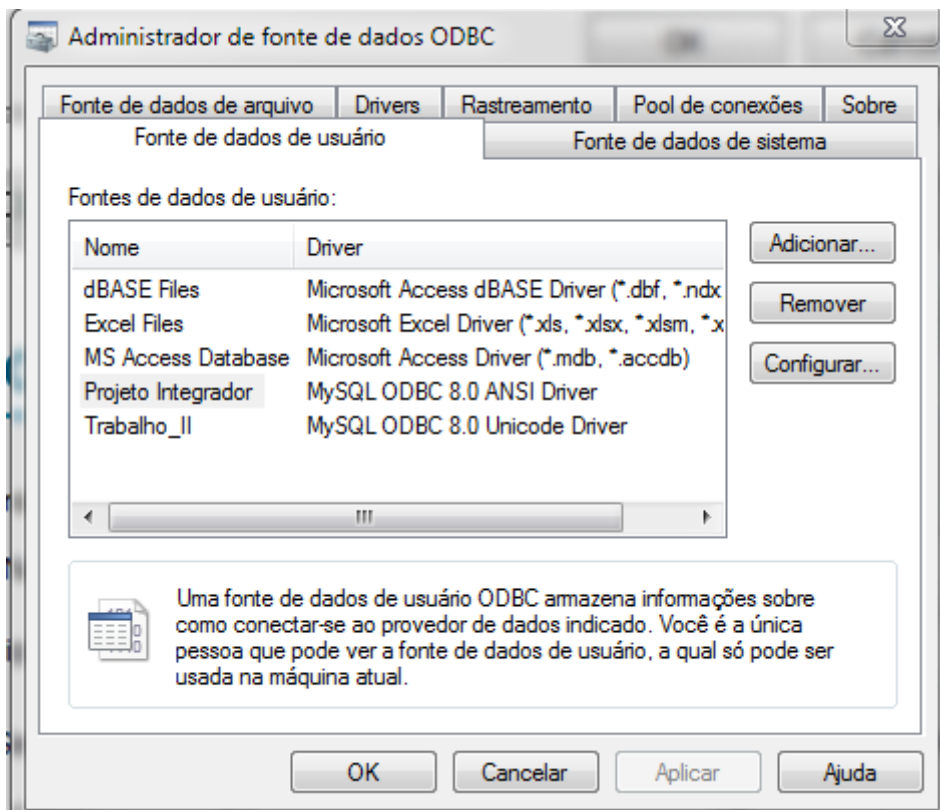 Administrador de fonte de dados ODBC
Fonte de dados de arquivo Drivers Rastreamento Pool de conexões Sobre
Fonte de dados de usuário Fonte de dados de sistema
Fontes de dados de usuário:
Nome Driver
dBASE Files Microsoft Access dBASE Driver (*.dbf, *.ndx
Excel Files Microsoft Excel Driver (*.xls, *.xlsx, *.xlsm, *.x
MS Access Database Microsoft Access Driver (*.mdb, *.accdb)
Projeto Integrador MySQL ODBC 8.0 ANSI Driver
Trabalho_II MySQL ODBC 8.0 Unicode Driver
Adicionar...
Remover
Configurar...
Uma fonte de dados de usuário ODBC armazena informações sobre
como conectar-se ao provedor de dados indicado. Você é a única
pessoa que pode ver a fonte de dados de usuário, a qual só pode ser
usada na máquina atual.
OK Cancelar Aplicar Ajuda